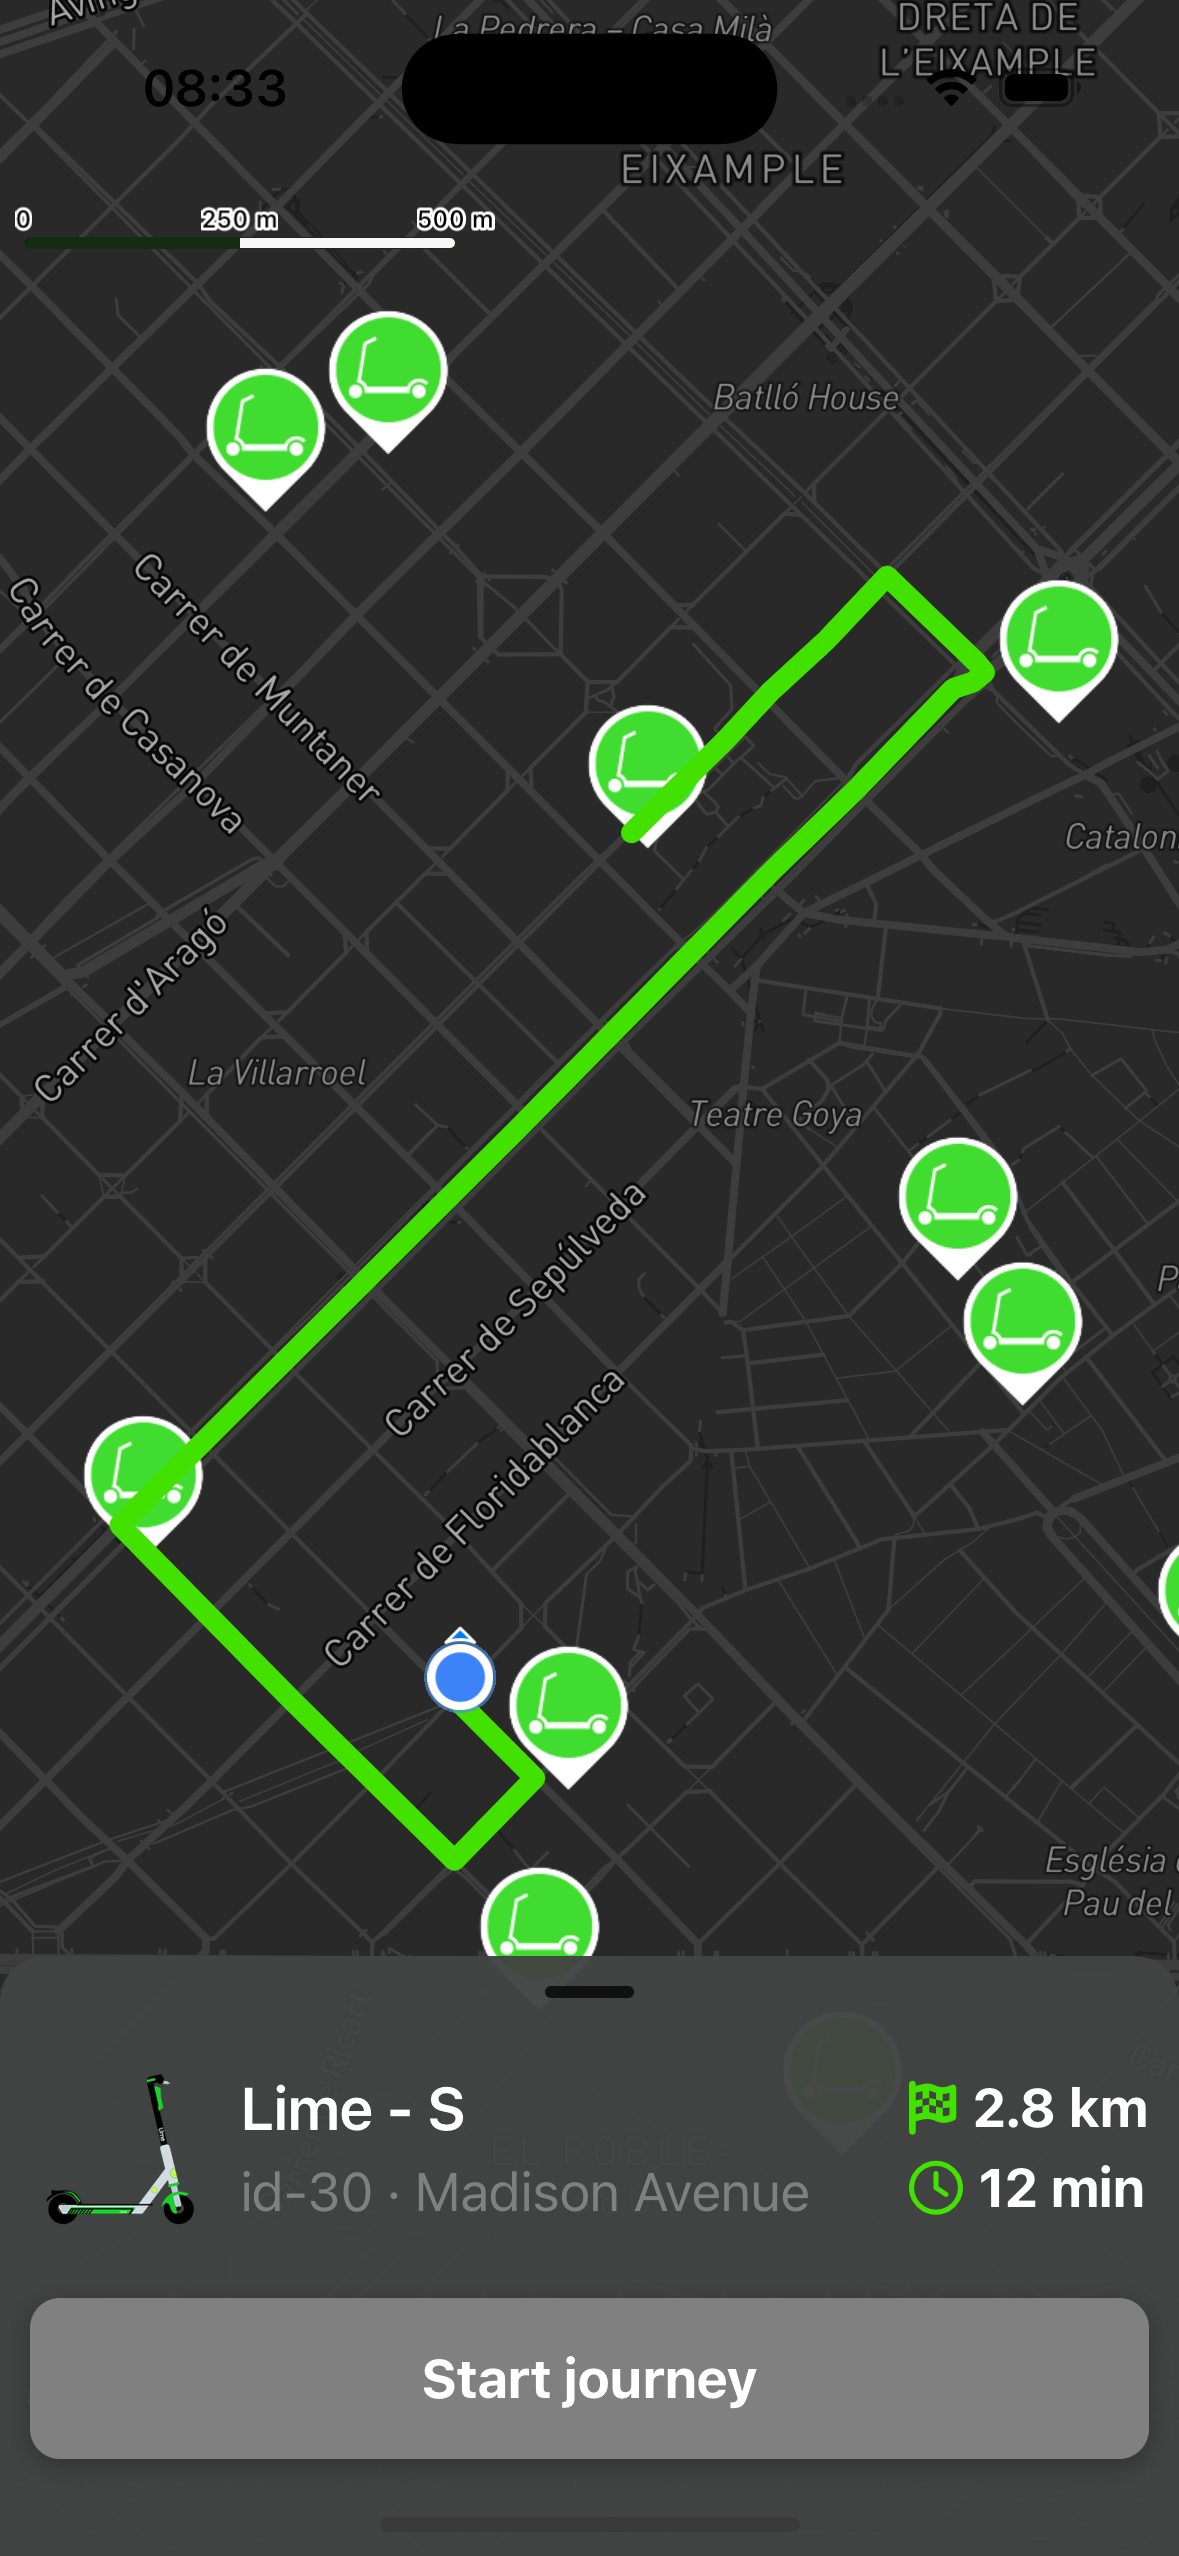 La Pedrera – Casa Milà
DRETA DE
L'EIXAMPLE
08:33
EIXAMPLE
0 250 m 500 m
Batlló House
Carrer de Muntaner
Carrer de Casanova
Carrer d'Aragó
La Villarroel
Teatre Goya
Carrer de Sepúlveda
Carrer de Floridablanca
Església
Pau del
Lime - S
2.8 km
EL POBLE-
id-30 · Madison Avenue
12 min
Start journey